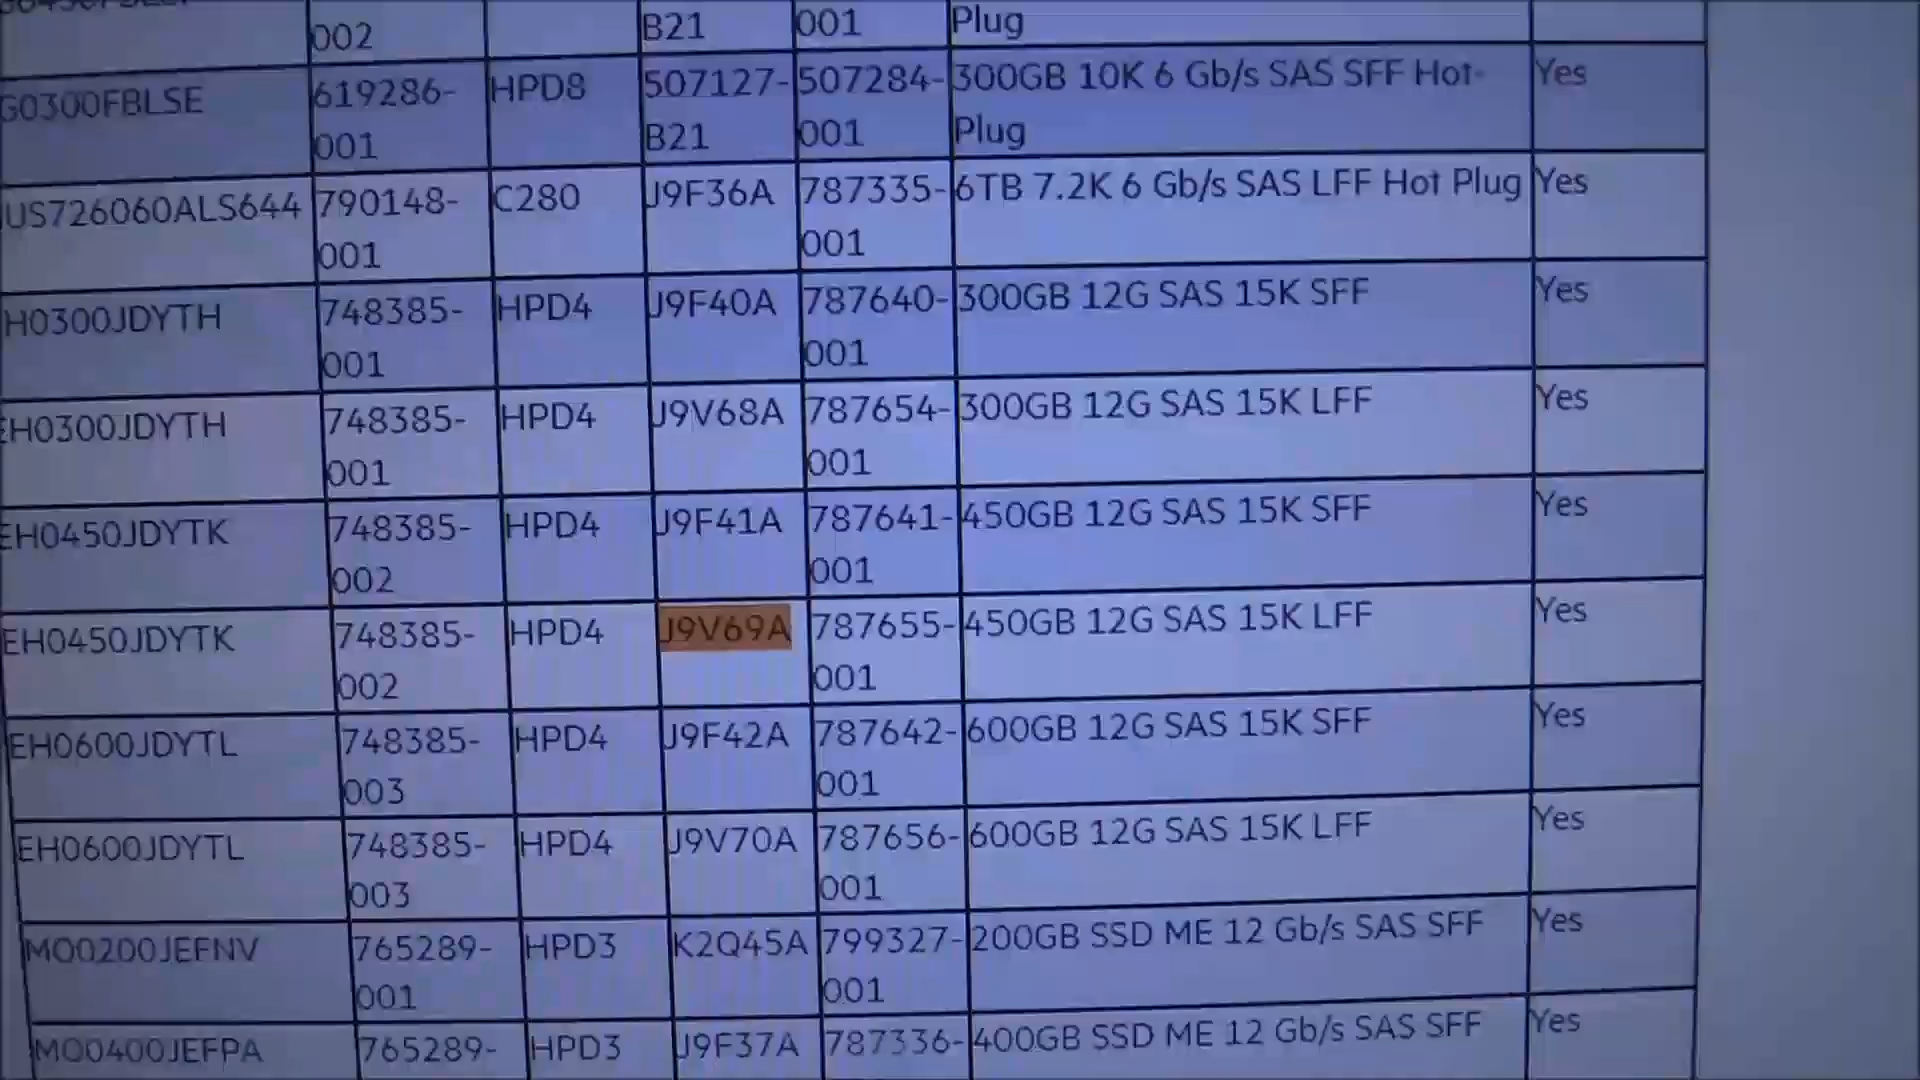 002 B21 001 Plug
G0300FBLSE 619286- HPD8 507127- 507284- 300GB 10K 6 Gb/s SAS SFF Hot- Yes
001 B21 001 Plug
US726060ALS644 790148- C280 J9F36A 787335- 6TB 7.2K 6 Gb/s SAS LFF Hot Plug Yes
001 001
H0300JDYTH 748385- HPD4 J9F40A 787640- 300GB 12G SAS 15K SFF Yes
001 001
EH0300JDYTH 748385- HPD4 J9V68A 787654- 300GB 12G SAS 15K LFF Yes
001 001
EH0450JDYTK 748385- HPD4 J9F41A 787641- 450GB 12G SAS 15K SFF Yes
002 001
EH0450JDYTK 748385- HPD4 J9V69A 787655- 450GB 12G SAS 15K LFF Yes
002 001
EH0600JDYTL 748385- HPD4 J9F42A 787642- 600GB 12G SAS 15K SFF Yes
003 001
EH0600JDYTL 748385- HPD4 J9V70A 787656- 600GB 12G SAS 15K LFF Yes
003 001
MO0200JEFNV 765289- HPD3 K2Q45A 799327- 200GB SSD ME 12 Gb/s SAS SFF Yes
001 001
MO0400JEFPA 765289- HPD3 J9F37A 787336- 400GB SSD ME 12 Gb/s SAS SFF Yes